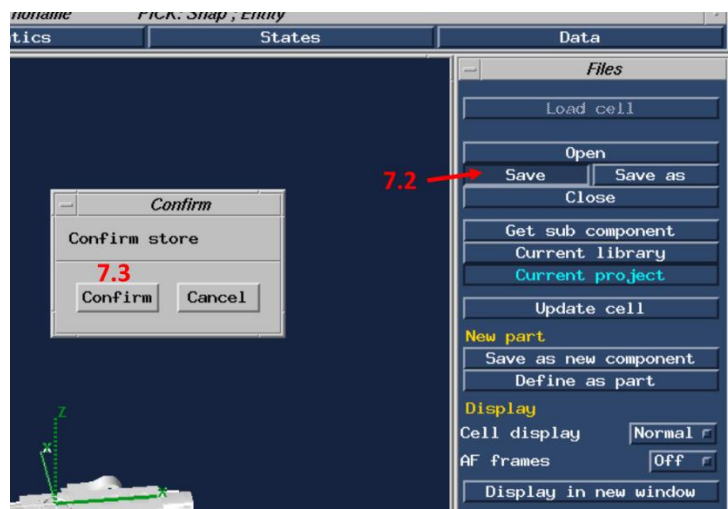 noname PICK: Snap ; Entity
tics States Data
Files
Load cell
Open
7.2 Save Save as
Close
Confirm
Confirm store
7.3
Confirm Cancel
Get sub component
Current library
Current project
Update cell
New part
Save as new component
Define as part
Display
Cell display Normal
AF frames Off
Display in new window
Z
X
X